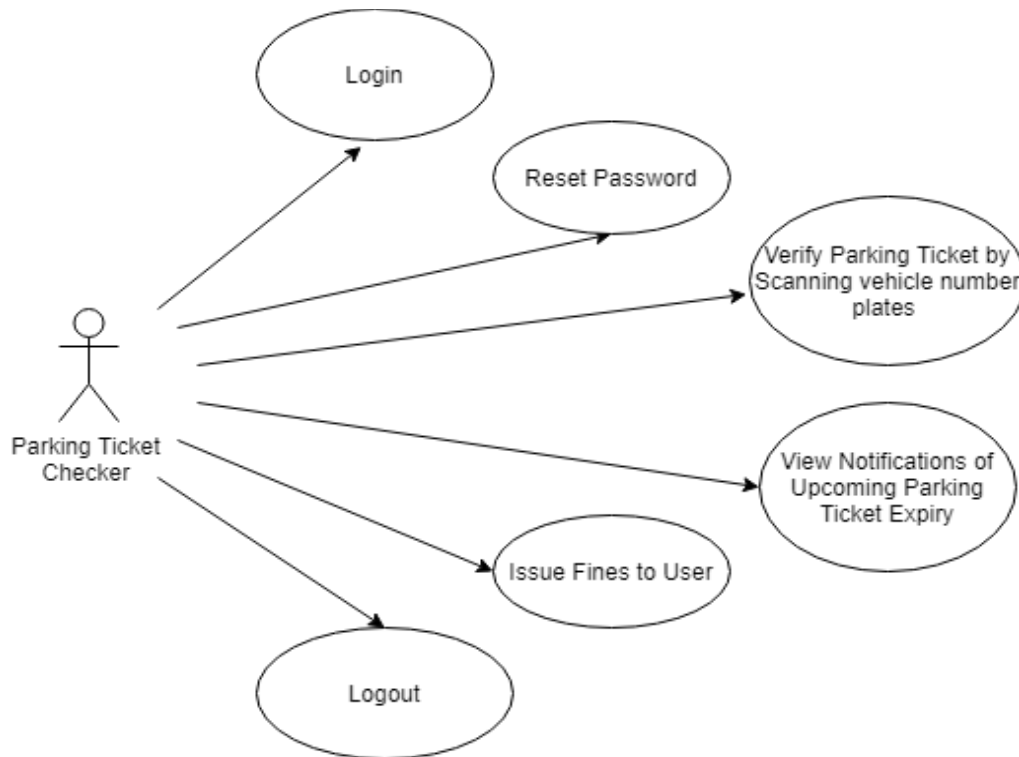 Login
Reset Password
Verify Parking Ticket by
Scanning vehicle number
plates
Parking Ticket
Checker
View Notifications of
Upcoming Parking
Ticket Expiry
Issue Fines to User
Logout